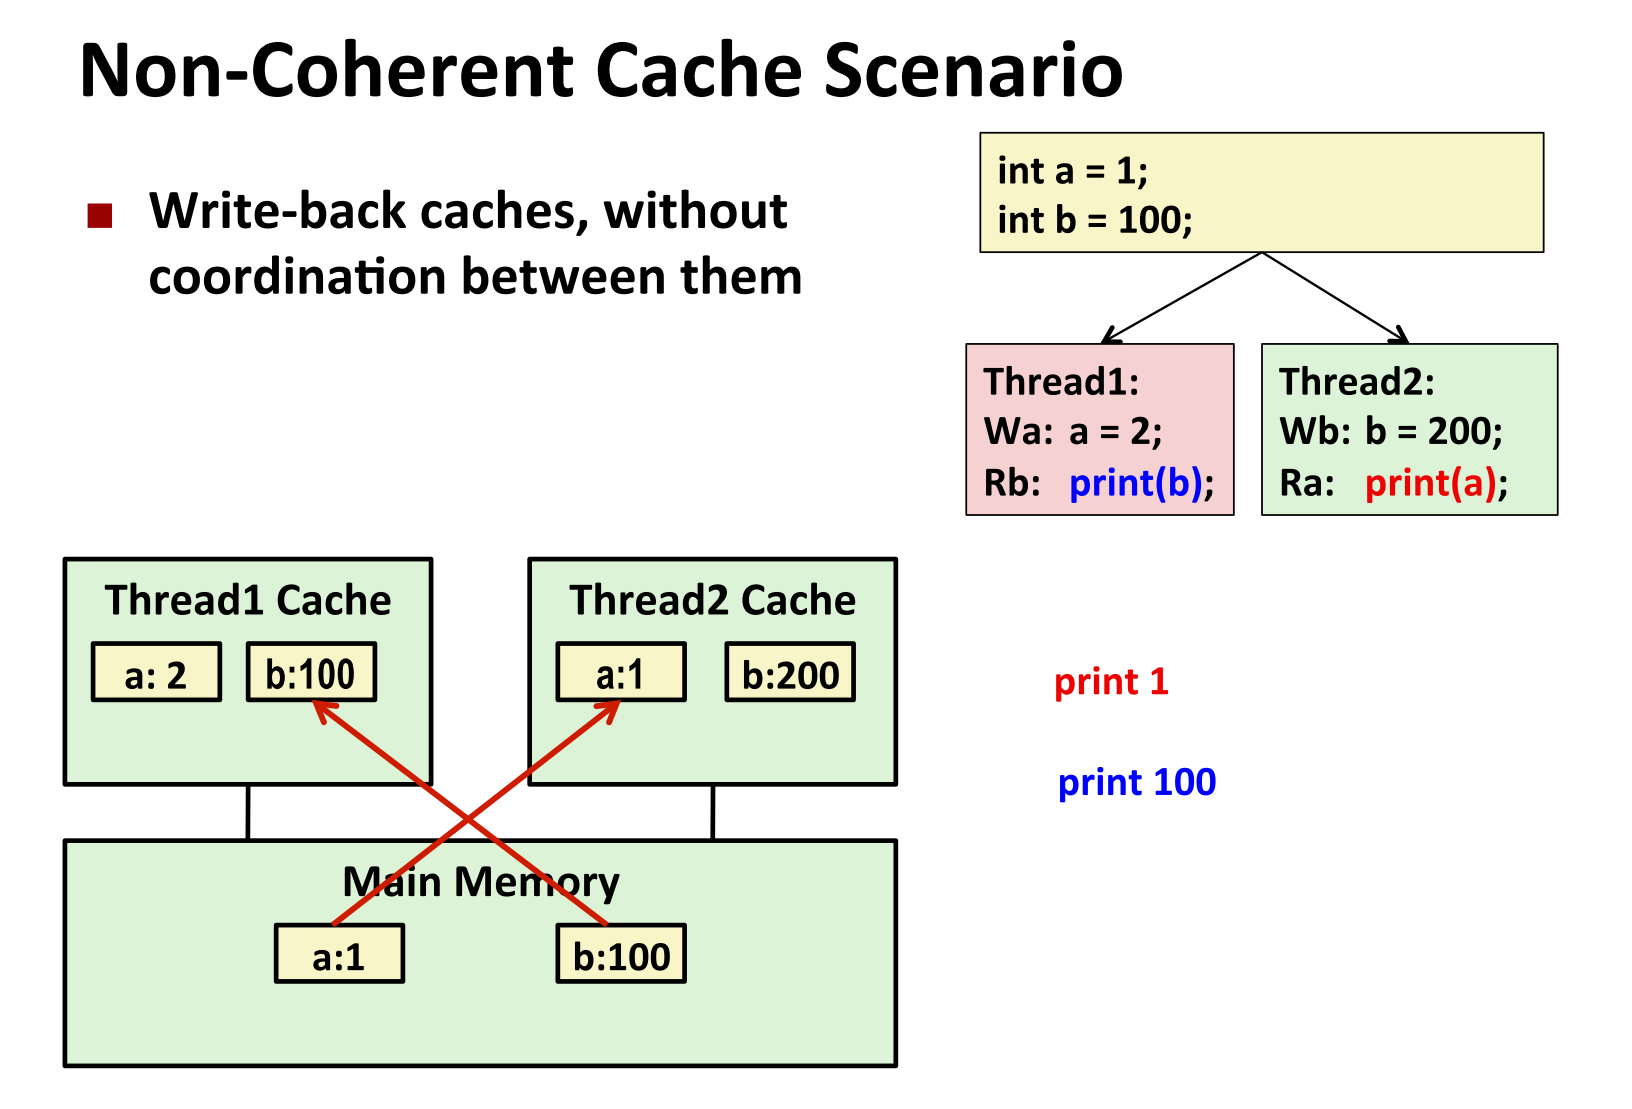 Non-Coherent Cache Scenario
Write-back caches, without
coordination between them
int a = 1;
int b = 100;
Thread1:
Wa: a = 2;
Rb: print(b);
Thread2:
Wb: b = 200;
Ra: print(a);
Thread1 Cache
a: 2
b:100
Thread2 Cache
a:1
b:200
print 1
print 100
Main Memory
a:1
b:100